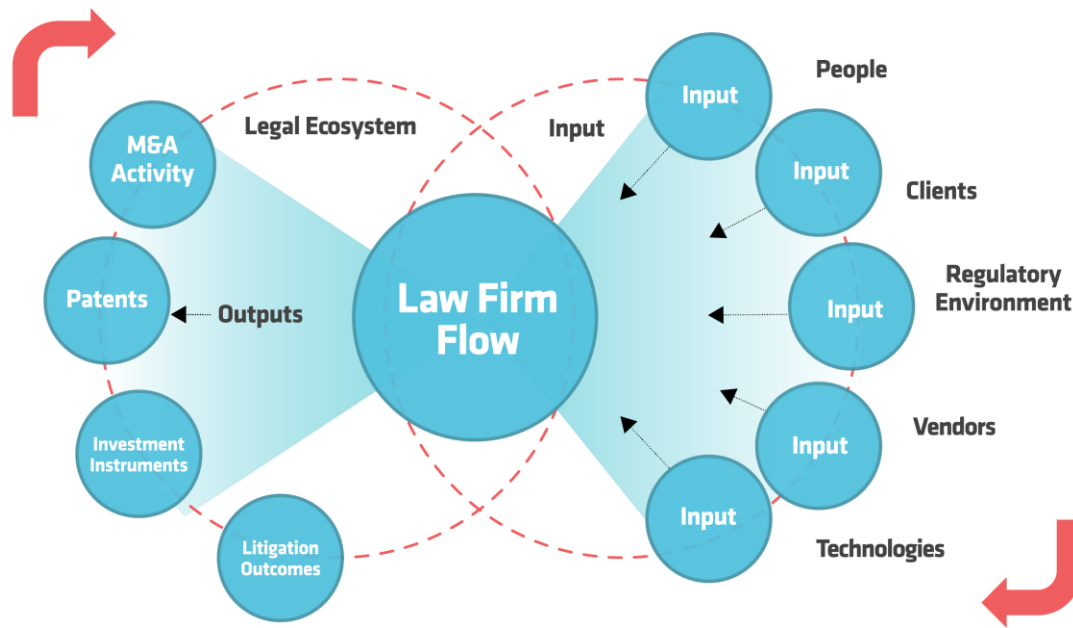 People
Input
Legal Ecosystem
Input
M&A
Activity
Input
Clients
Regulatory
Environment
Patents
Outputs
Law Firm
Flow
Input
Vendors
Investment
Instruments
Input
Input
Technologies
Litigation
Outcomes